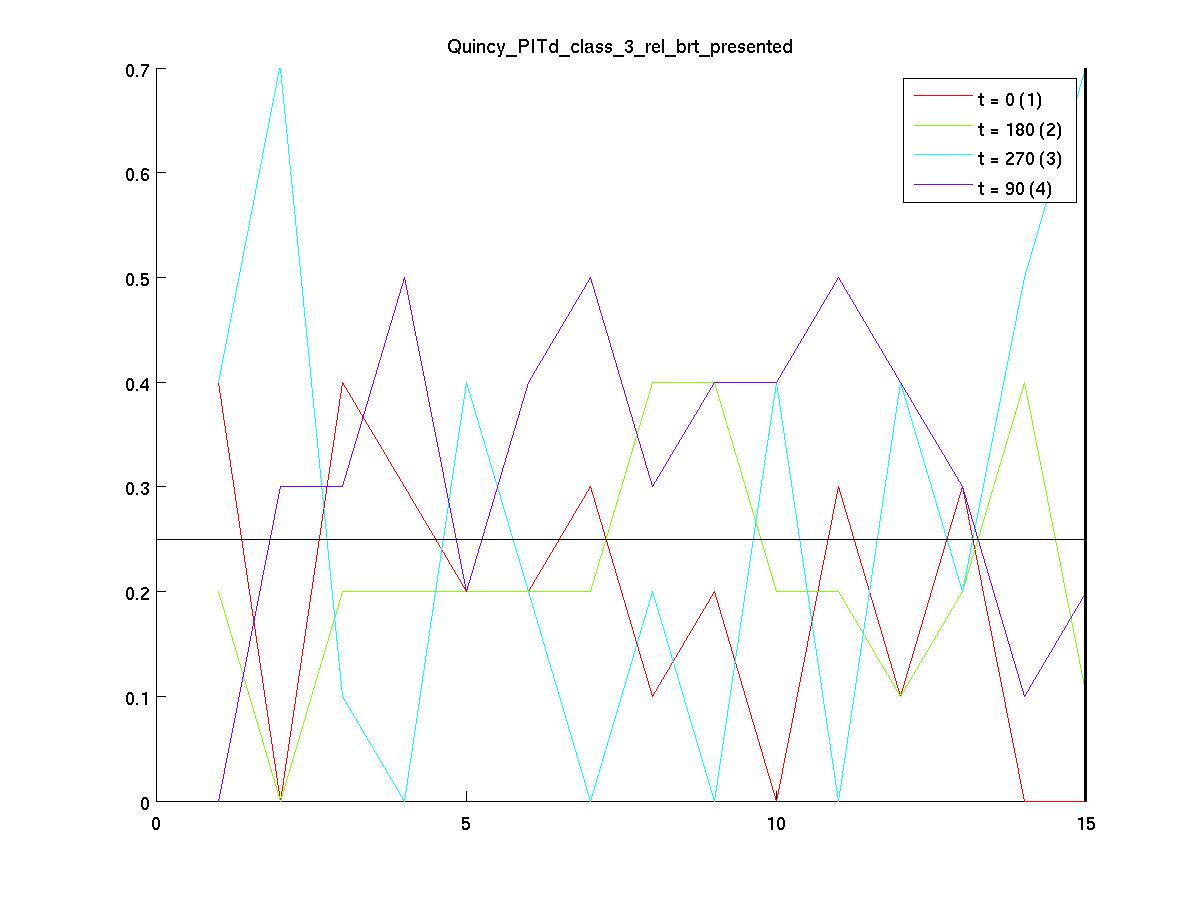 Quincy_PITd_class_3_rel_brt_presented
t = 0 (1)
t = 180 (2)
t = 270 (3)
t = 90 (4)
0.7
0.6
0.5
0.4
0.3
0.2
0.1
0
0 5 10 15